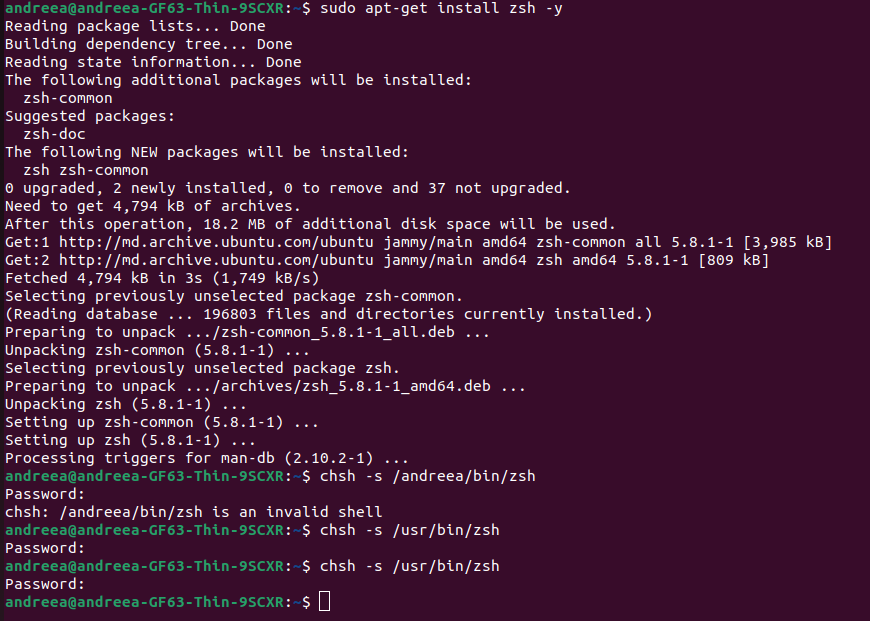 andreea@andreea-GF63-Thin-9SCXR:~$ sudo apt-get install zsh -y
Reading package lists... Done
Building dependency tree... Done
Reading state information... Done
The following additional packages will be installed:
  zsh-common
Suggested packages:
  zsh-doc
The following NEW packages will be installed:
  zsh zsh-common
0 upgraded, 2 newly installed, 0 to remove and 37 not upgraded.
Need to get 4,794 kB of archives.
After this operation, 18.2 MB of additional disk space will be used.
Get:1 http://md.archive.ubuntu.com/ubuntu jammy/main amd64 zsh-common all 5.8.1-1 [3,985 kB]
Get:2 http://md.archive.ubuntu.com/ubuntu jammy/main amd64 zsh amd64 5.8.1-1 [809 kB]
Fetched 4,794 kB in 3s (1,749 kB/s)
Selecting previously unselected package zsh-common.
(Reading database ... 196803 files and directories currently installed.)
Preparing to unpack .../zsh-common_5.8.1-1_all.deb ...
Unpacking zsh-common (5.8.1-1) ...
Selecting previously unselected package zsh.
Preparing to unpack .../archives/zsh_5.8.1-1_amd64.deb ...
Unpacking zsh (5.8.1-1) ...
Setting up zsh-common (5.8.1-1) ...
Setting up zsh (5.8.1-1) ...
Processing triggers for man-db (2.10.2-1) ...
andreea@andreea-GF63-Thin-9SCXR:~$ chsh -s /andreea/bin/zsh
Password:
chsh: /andreea/bin/zsh is an invalid shell
andreea@andreea-GF63-Thin-9SCXR:~$ chsh -s /usr/bin/zsh
Password:
andreea@andreea-GF63-Thin-9SCXR:~$ chsh -s /usr/bin/zsh
Password:
andreea@andreea-GF63-Thin-9SCXR:~$